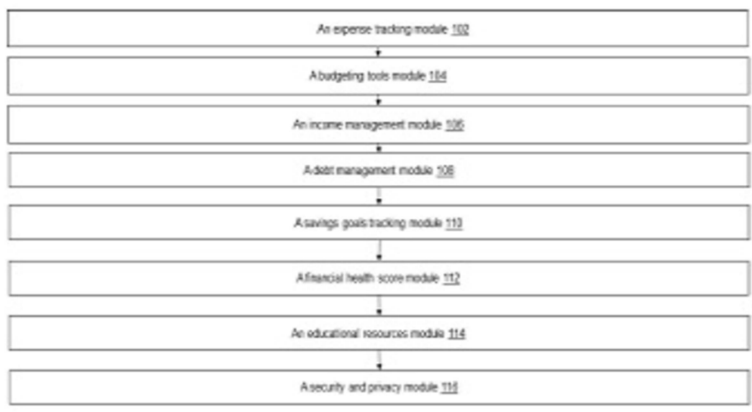 An expense tracking module 102
A budgeting tools module 104
An income management module 106
A debt management module 108
A savings goals tracking module 110
A financial health score module 112
An educational resources module 114
A security and privacy module 116